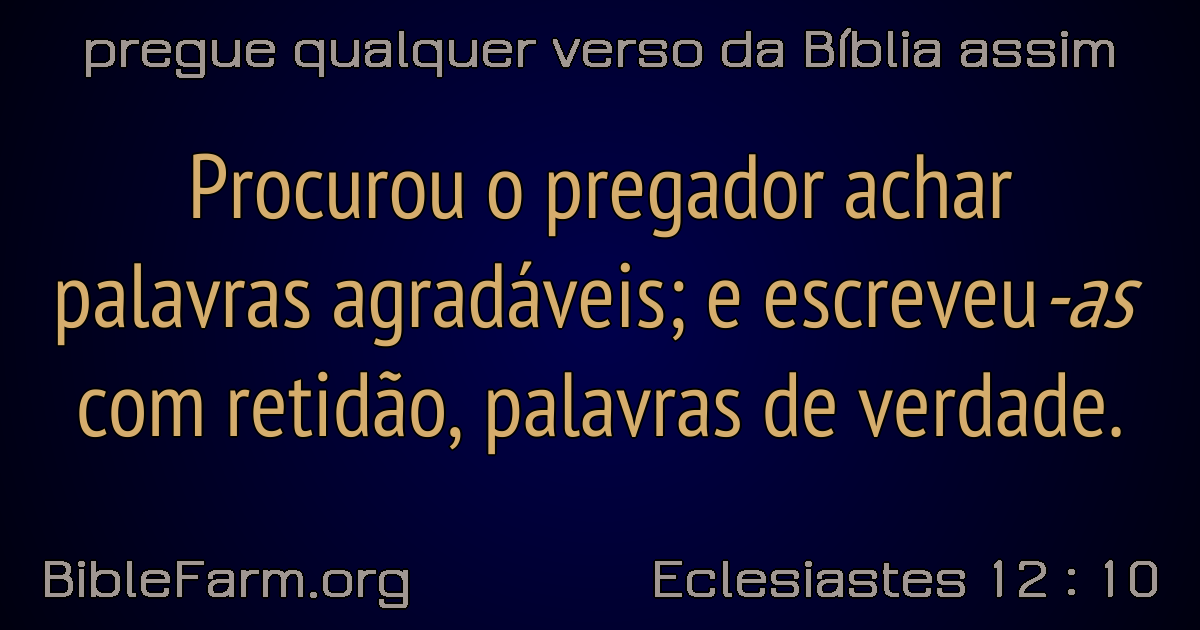 pregue qualquer verso da Bíblia assim
Procurou o pregador achar
palavras agradáveis; e escreveu-as
com retidão, palavras de verdade.
BibleFarm.org
Eclesiastes 12 : 10